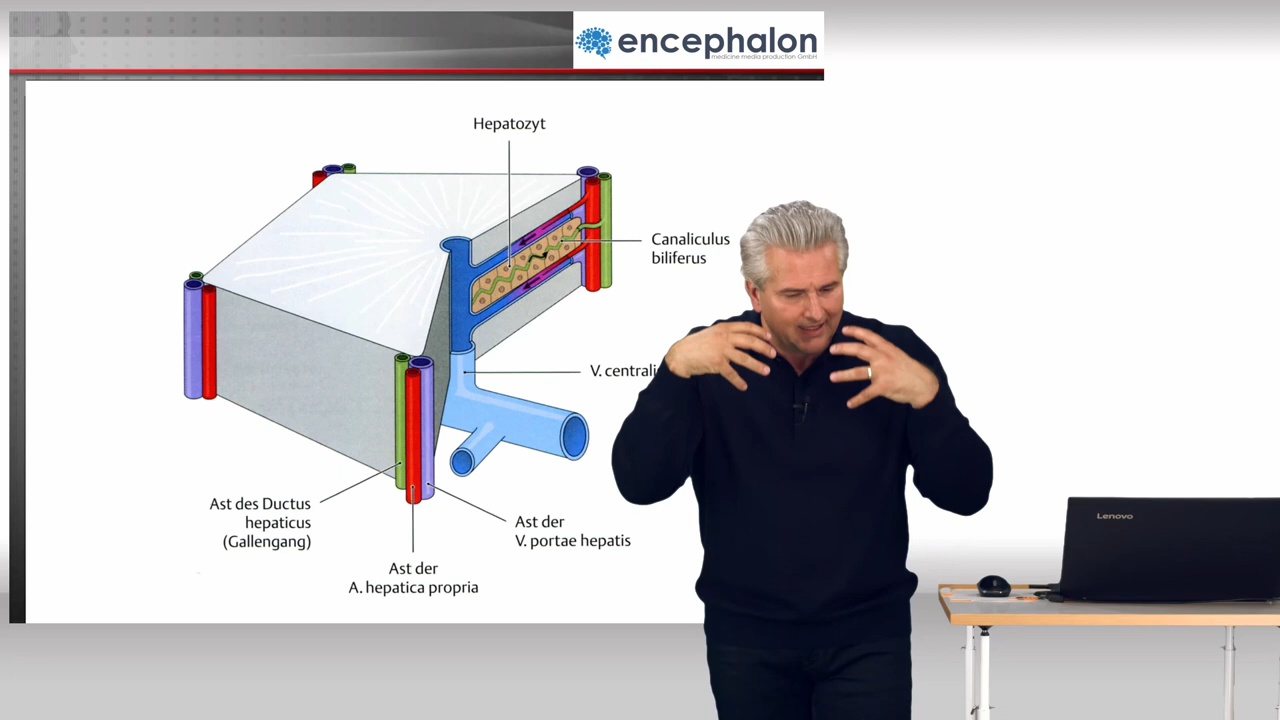 encephalon
medicine media production GmbH
Hepatozyt
Canaliculus
biliferus
V. centrali
Ast des Ductus
hepaticus
(Gallengang)
Ast der
V. portae hepatis
Ast der
A. hepatica propria
Lenovo